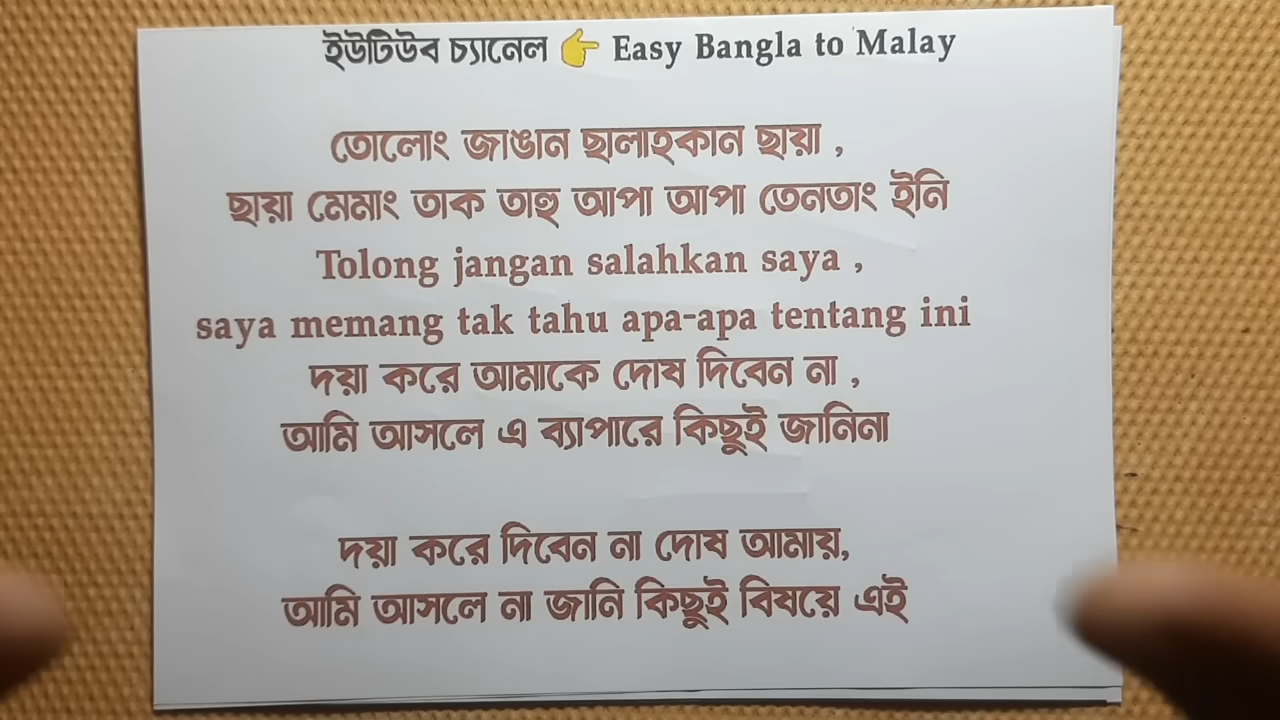 ইউটিউব চ্যানেল 👉 Easy Bangla to Malay
তোলোং জাঙান ছালাহকান ছায়া ,
ছায়া মেমাং তাক তাহু আপা আপা তেনতাং ইনি
Tolong jangan salahkan saya ,
saya memang tak tahu apa-apa tentang ini
দয়া করে আমাকে দোষ দিবেন না ,
আমি আসলে এ ব্যাপারে কিছুই জানিনা
দয়া করে দিবেন না দোষ আমায়,
আমি আসলে না জানি কিছুই বিষয়ে এই